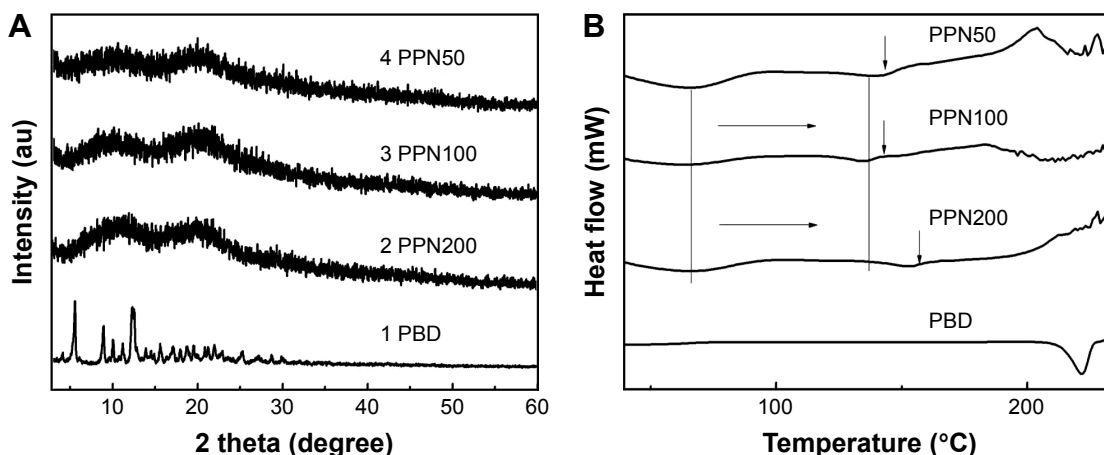 A
Intensity (au)
4 PPN50
3 PPN100
2 PPN200
1 PBD
10 20 30 40 50 60
2 theta (degree)
B
Heat flow (mW)
PPN50
PPN100
PPN200
PBD
100 200
Temperature (°C)